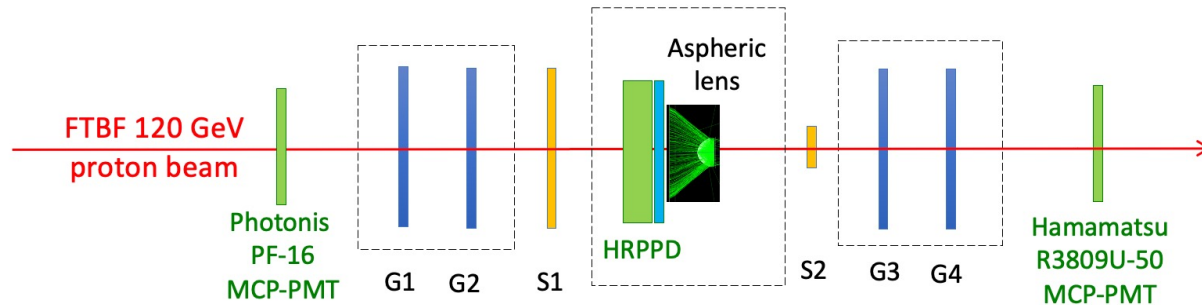 FTBF 120 GeV
proton beam
Photonis
PF-16
MCP-PMT
G1
G2
S1
HRPPD
Aspheric
lens
S2
G3
G4
Hamamatsu
R3809U-50
MCP-PMT